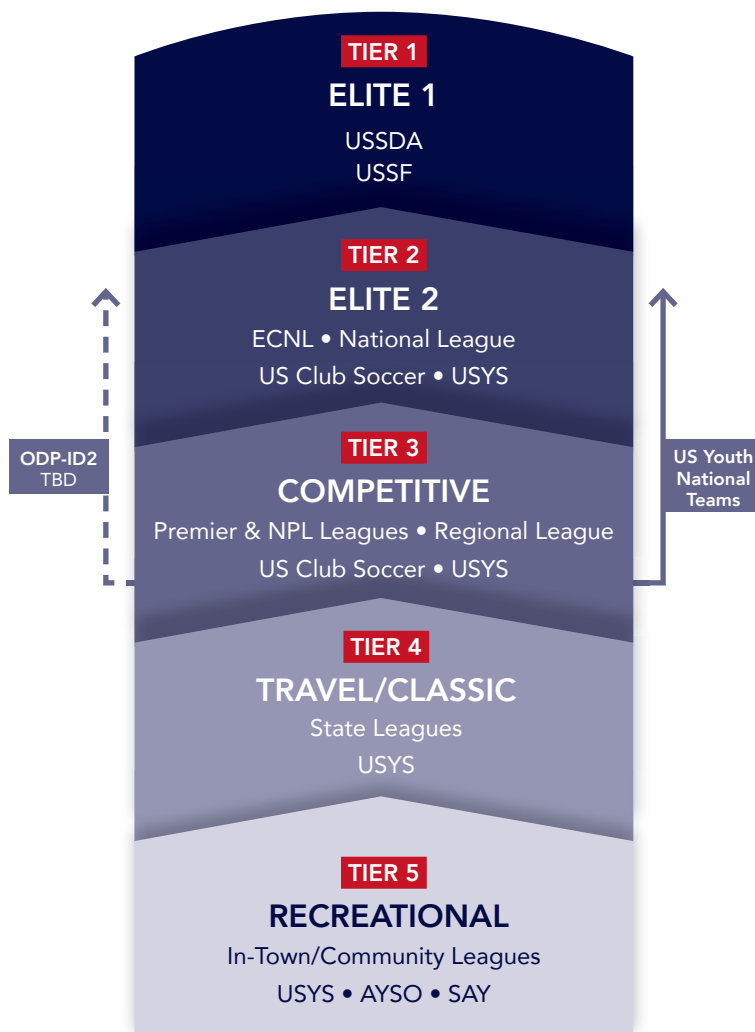 TIER 1
ELITE 1
USSDA
USSF
TIER 2
ELITE 2
ECNL • National League
US Club Soccer • USYS
ODP-ID2
TBD
US Youth
National
Teams
TIER 3
COMPETITIVE
Premier & NPL Leagues • Regional League
US Club Soccer • USYS
TIER 4
TRAVEL/CLASSIC
State Leagues
USYS
TIER 5
RECREATIONAL
In-Town/Community Leagues
USYS • AYSO • SAY